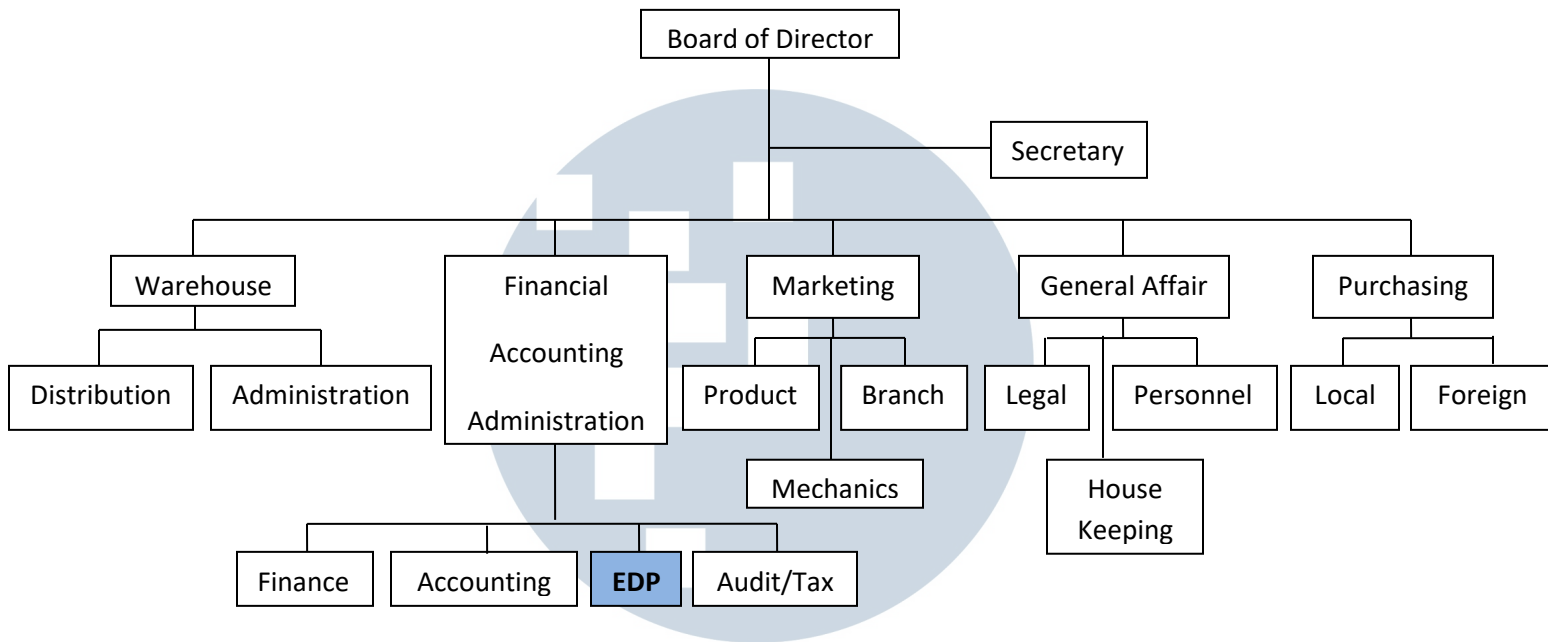 Board of Director
Secretary
Warehouse
Financial
Accounting
Administration
Marketing
General Affair
Purchasing
Distribution
Administration
Product
Branch
Legal
Personnel
Local
Foreign
Mechanics
House
Keeping
Finance
Accounting
EDP
Audit/Tax